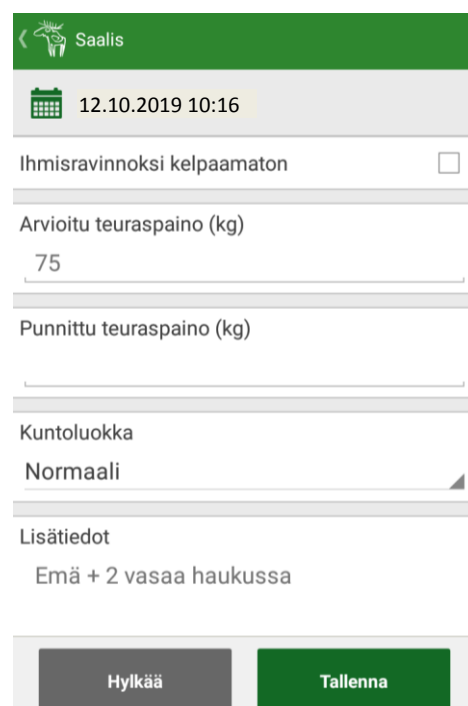 Saalis
12.10.2019 10:16
Ihmisravinnoksi kelpaamaton
Arvioitu teuraspaino (kg)
75
Punnittu teuraspaino (kg)
Kuntoluokka
Normaali
Lisätiedot
Emä + 2 vasaa haukussa
Hylkää
Tallenna